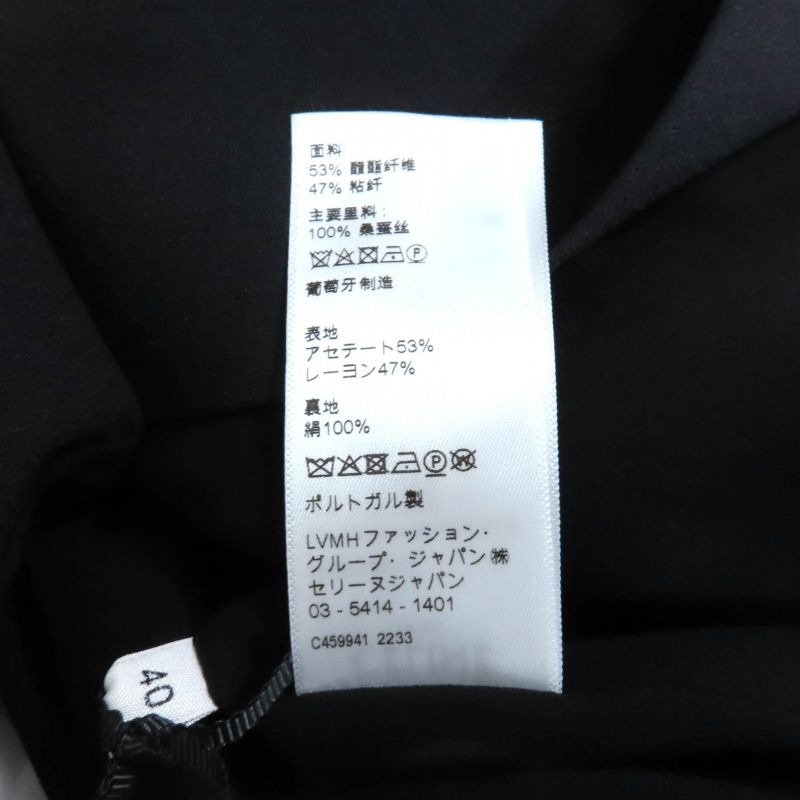 面料
53% 醋酯纤维
47% 粘纤
主要里料:
100% 桑蚕丝
P
葡萄牙制造
表地
アセテート53%
レーヨン47%
裏地
絹100%
P W
ポルトガル製
LVMHファッション・
グループ・ジャパン㈱
セリーヌジャパン
03 - 5414 - 1401
C459941 2233
40